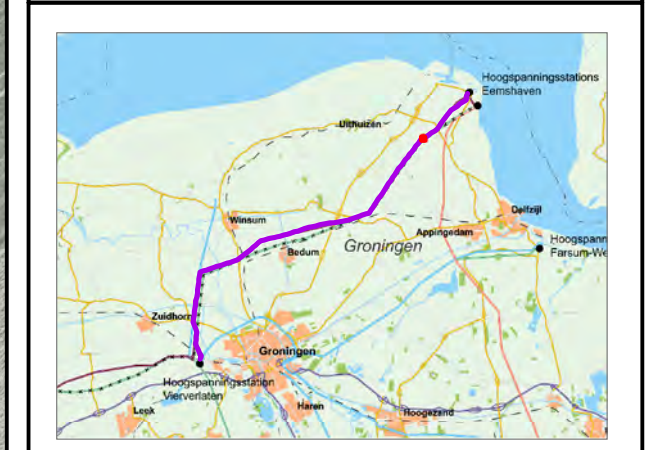 Hoogspanningsstations
Eemshaven
Uithuizen
Winsum
Delfzijl
Appingedam
Groningen
Bedum
Hoogspann
Farsum-We
Zuidhorn
Groningen
Hoogspanningsstation
Vierverlaten
Leek
Haren
Hoogezand